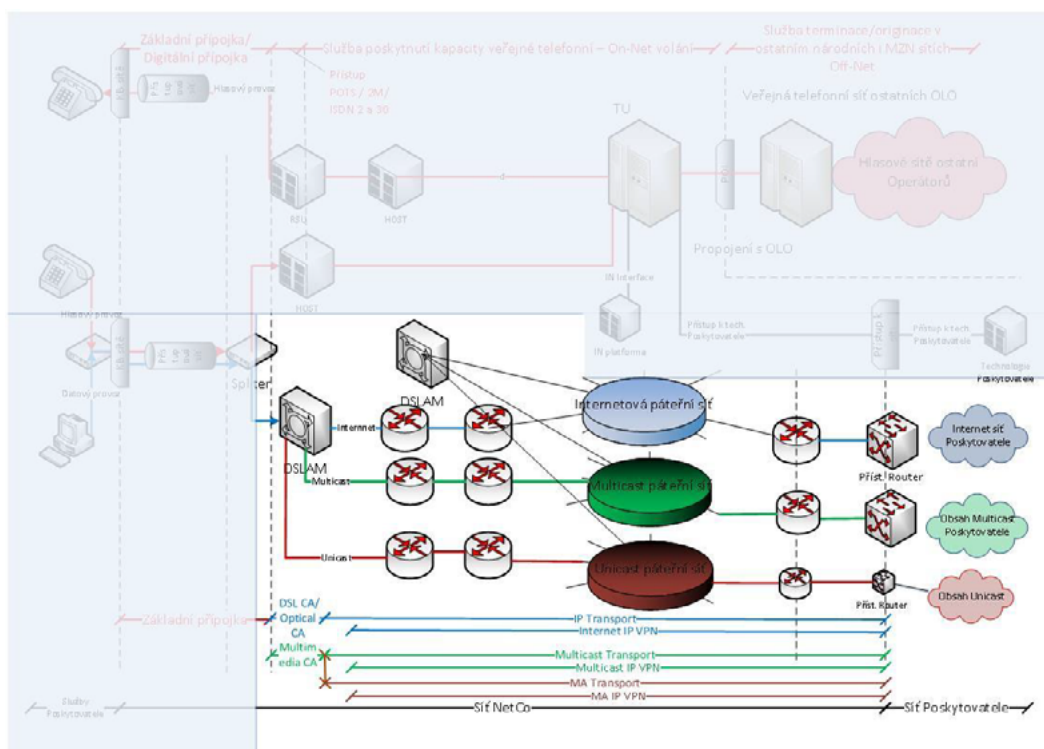 Základní přípojka/
Digitální přípojka
Služba poskytnutí kapacity veřejné telefonní – On-Net volání
Služba terminace/originace v
ostatním národních i MZN sítích
Off-Net
Přístup
POTS / 2M/
ISDN 2 a 30
Hlasový provoz
TU
Veřejná telefonní síť ostatních OLO
Hlasové sítě ostatní
Operátorů
RSU
HOST
Propojení s OLO
IN Interface
HOST
Hlasový provoz
IN platforma
Přístup k tech.
Poskytovatele
Přístup k
Přístup k tech.
Poskytovatele
Technologie
Poskytovatele
Datový provoz
Splitter
DSLAM
Internetová páteřní síť
Internnet
DSLAM
Internet síť
Poskytovatele
Příst. Router
Multicast
Multicast páteřní síť
Obsah Multicast
Poskytovatele
Unicast
Unicast páteřní síť
Příst. Router
Obsah Unicast
Základní přípojka
DSL CA/
Optical
CA
Multim
edia CA
IP Transport
Internet IP VPN
Multicast Transport
Multicast IP VPN
MA Transport
MA IP VPN
Služby
Poskytovatele
Síť NetCo
Síť Poskytovatele